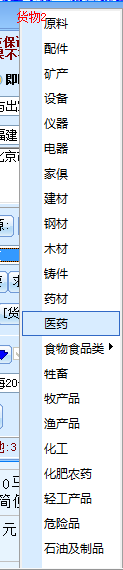 货物2
原料
配件
矿产
设备
仪器
电器
家俱
建材
钢材
木材
铸件
药材
医药
食物食品类
牲畜
牧产品
渔产品
化工
化肥农药
轻工产品
危险品
石油及制品